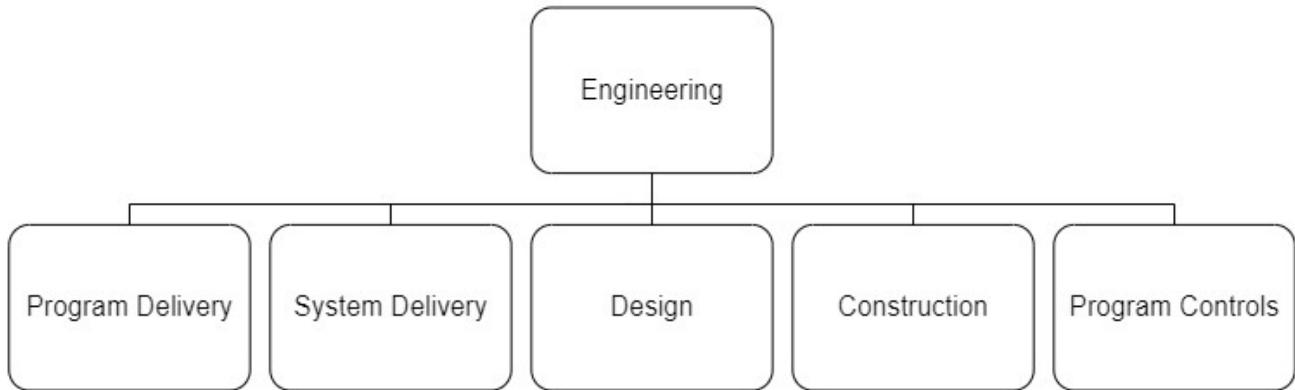 Engineering
Program Delivery
System Delivery
Design
Construction
Program Controls